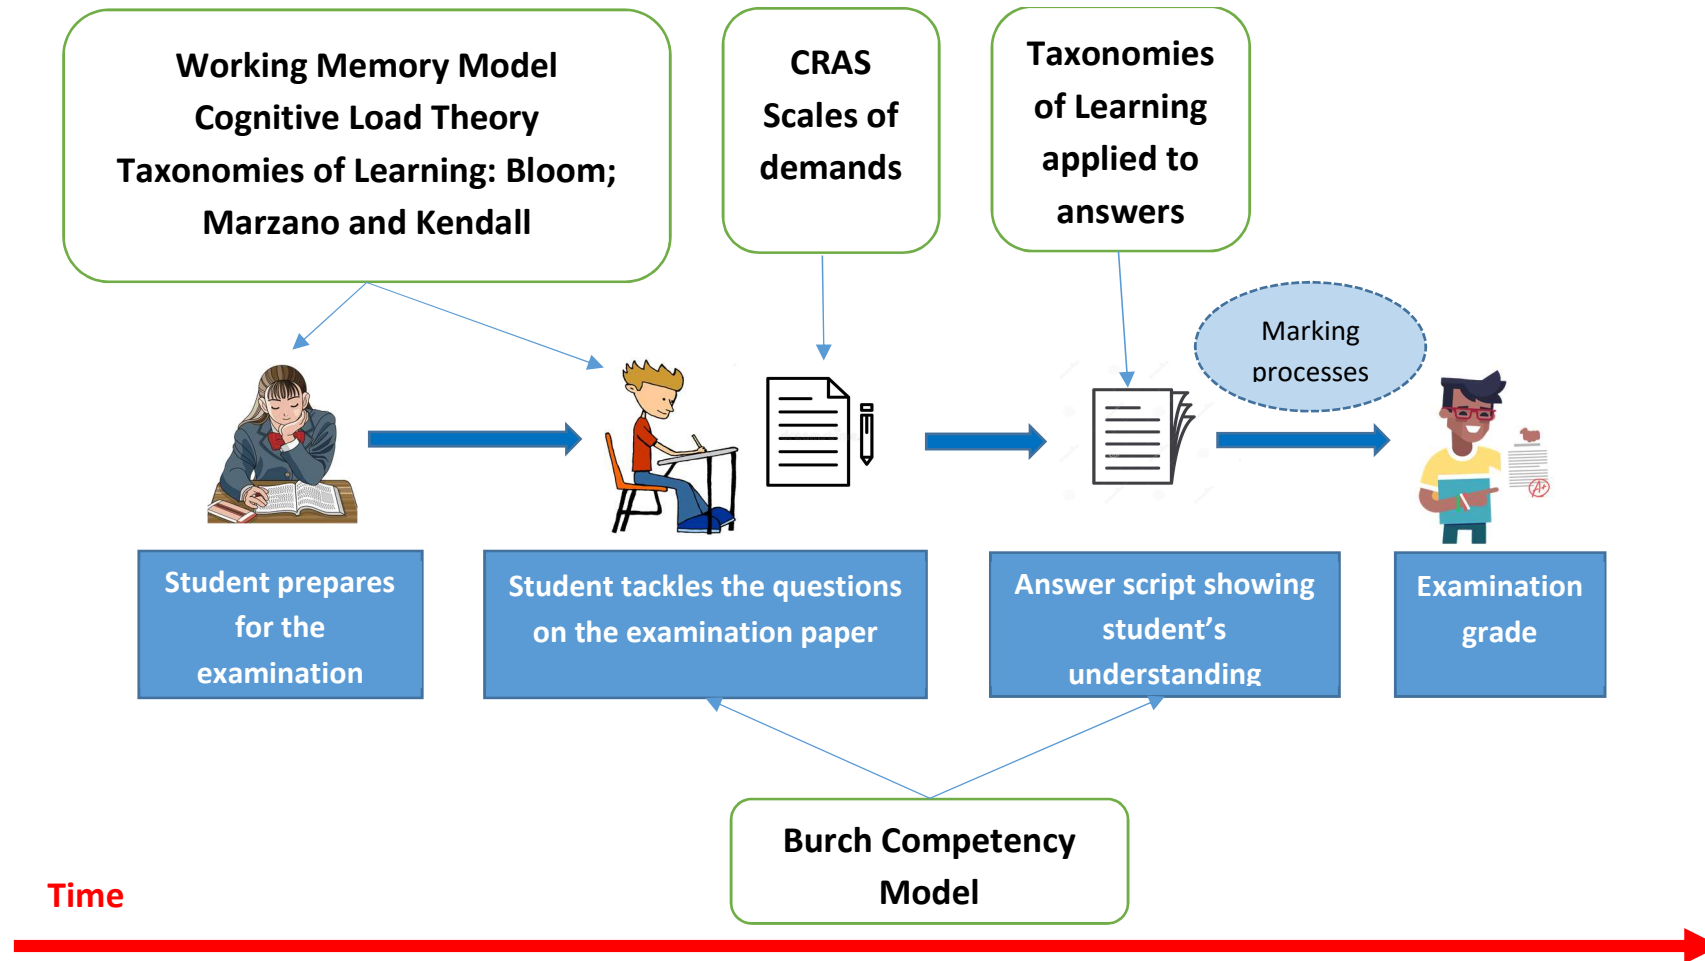 Working Memory Model
Cognitive Load Theory
Taxonomies of Learning: Bloom;
Marzano and Kendall
CRAS
Scales of
demands
Taxonomies
of Learning
applied to
answers
Marking
processes
A+
Student prepares
for the
examination
Student tackles the questions
on the examination paper
Answer script showing
student’s
understanding
Examination
grade
Burch Competency
Model
Time